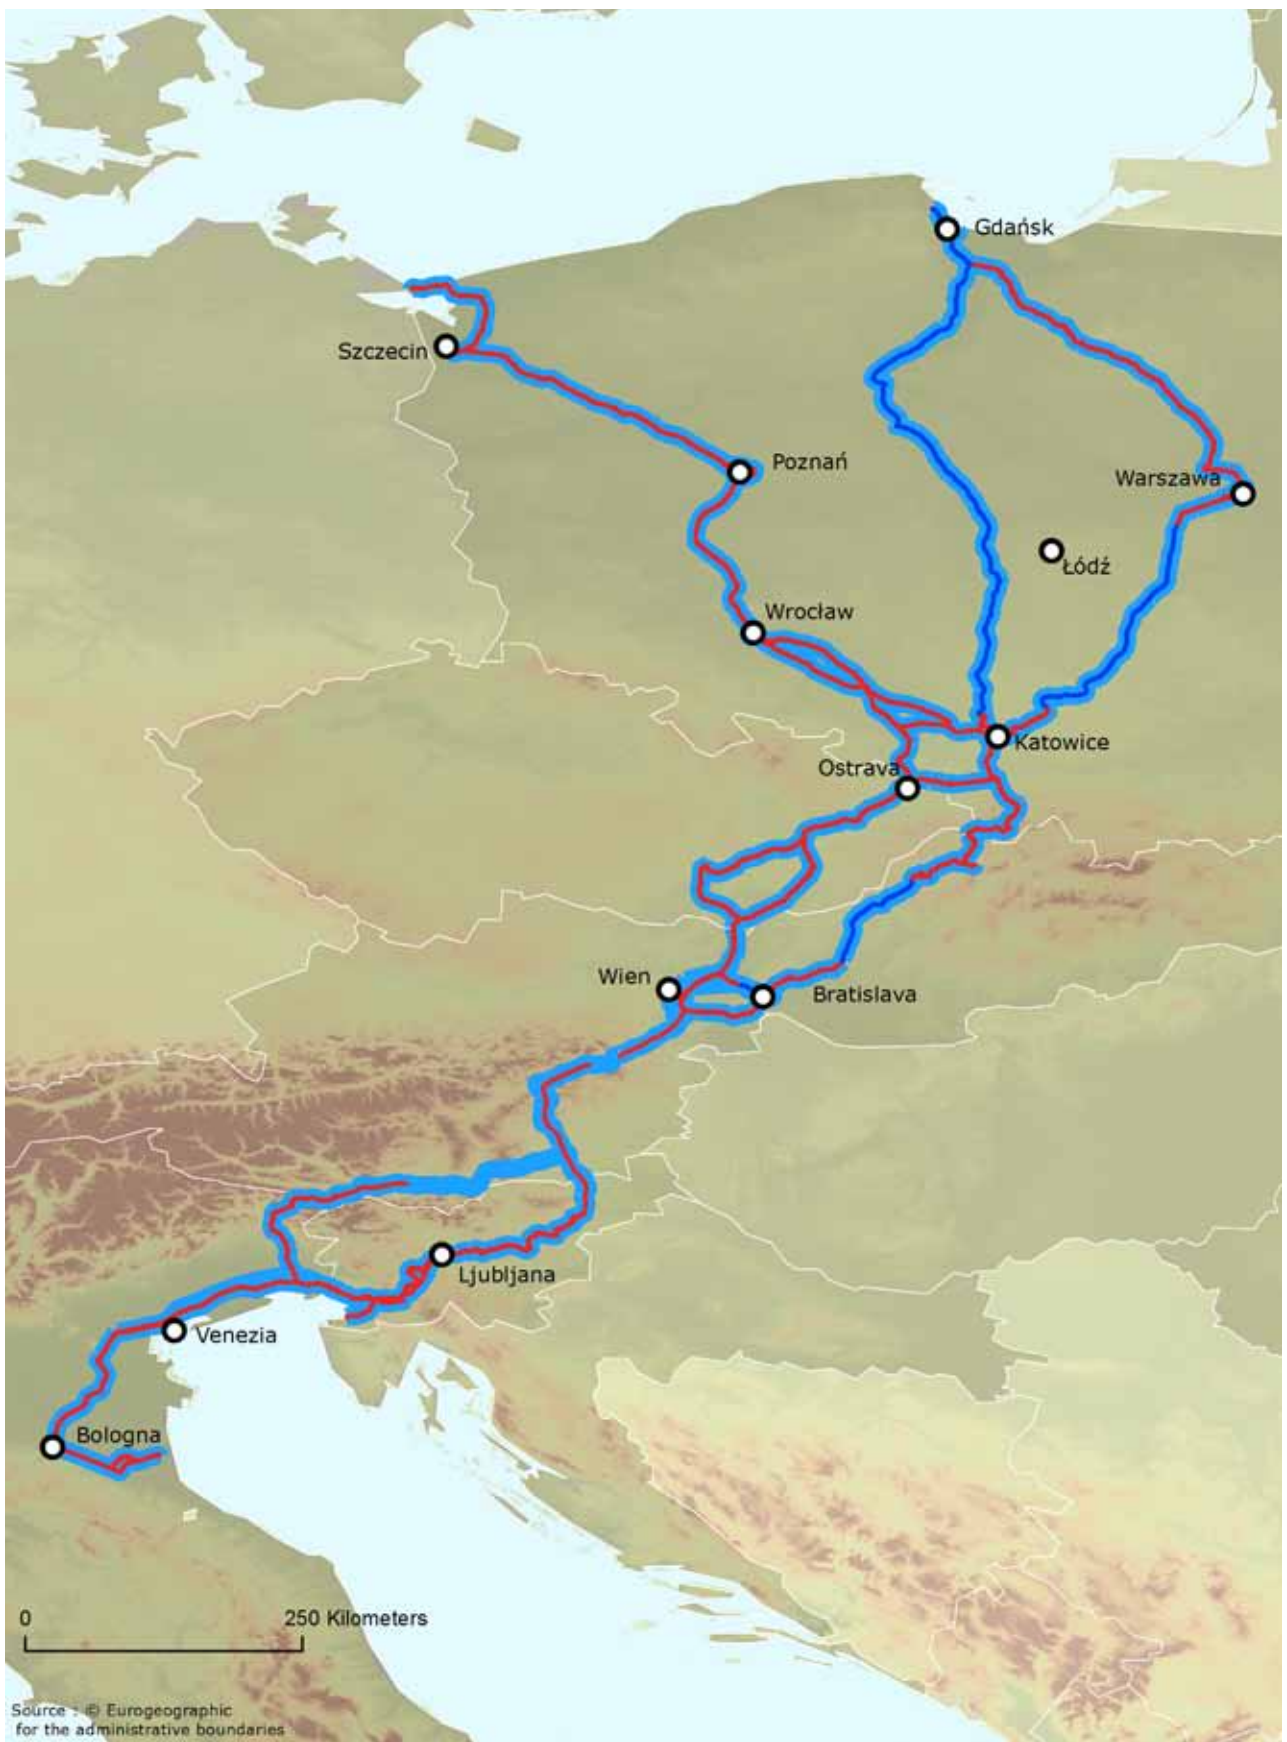 Gdańsk
Szczecin
Poznań
Warszawa
Łódź
Wrocław
Katowice
Ostrava
Wien
Bratislava
Ljubljana
Venezia
Bologna
0 250 Kilometers
Source : © Eurogeographic
for the administrative boundaries